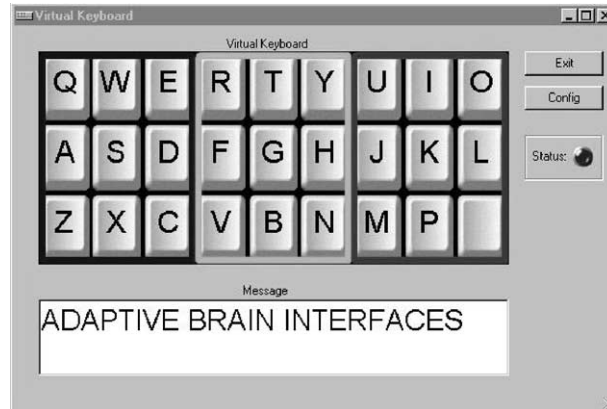 Virtual Keyboard
Virtual Keyboard
Q W E R T Y U I O
A S D F G H J K L
Z X C V B N M P
Exit
Config
Status:
Message
ADAPTIVE BRAIN INTERFACES